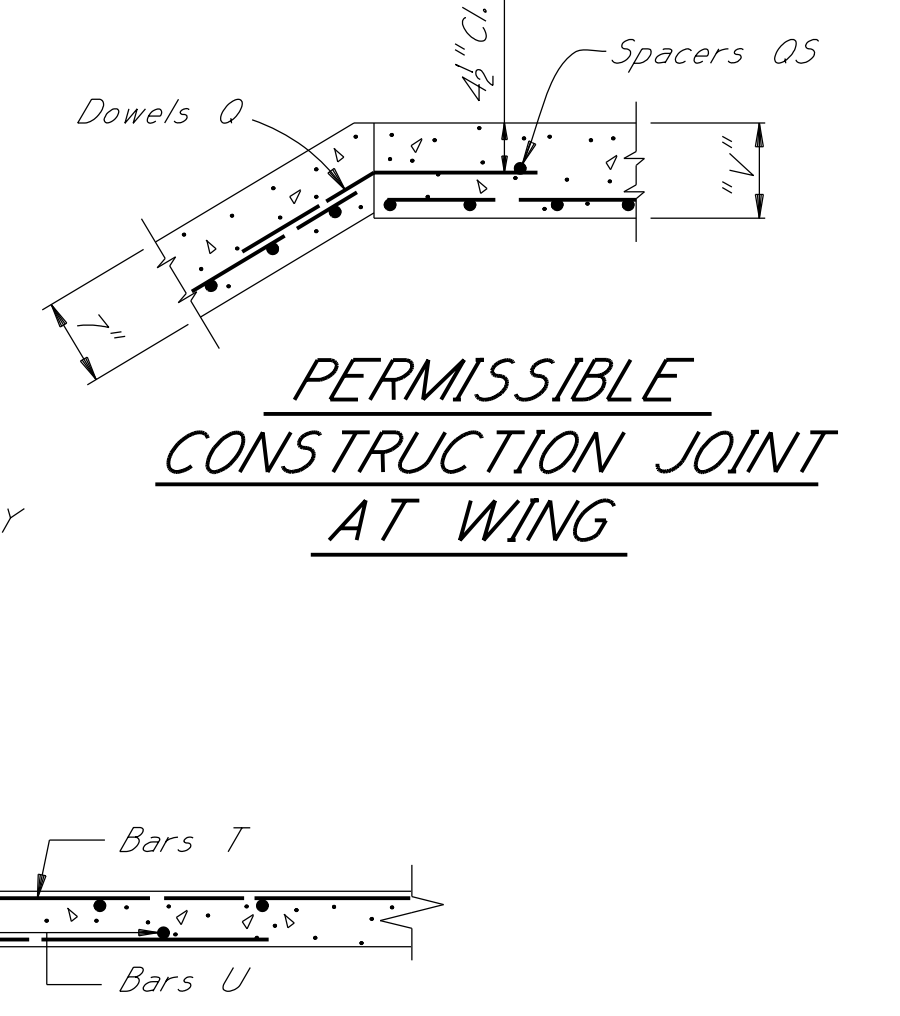 4½" Cl.
Spacers QS
Dowels Q
"V"
7"
PERMISSIBLE
CONSTRUCTION JOINT
AT WING
Y
Bars T
Bars U